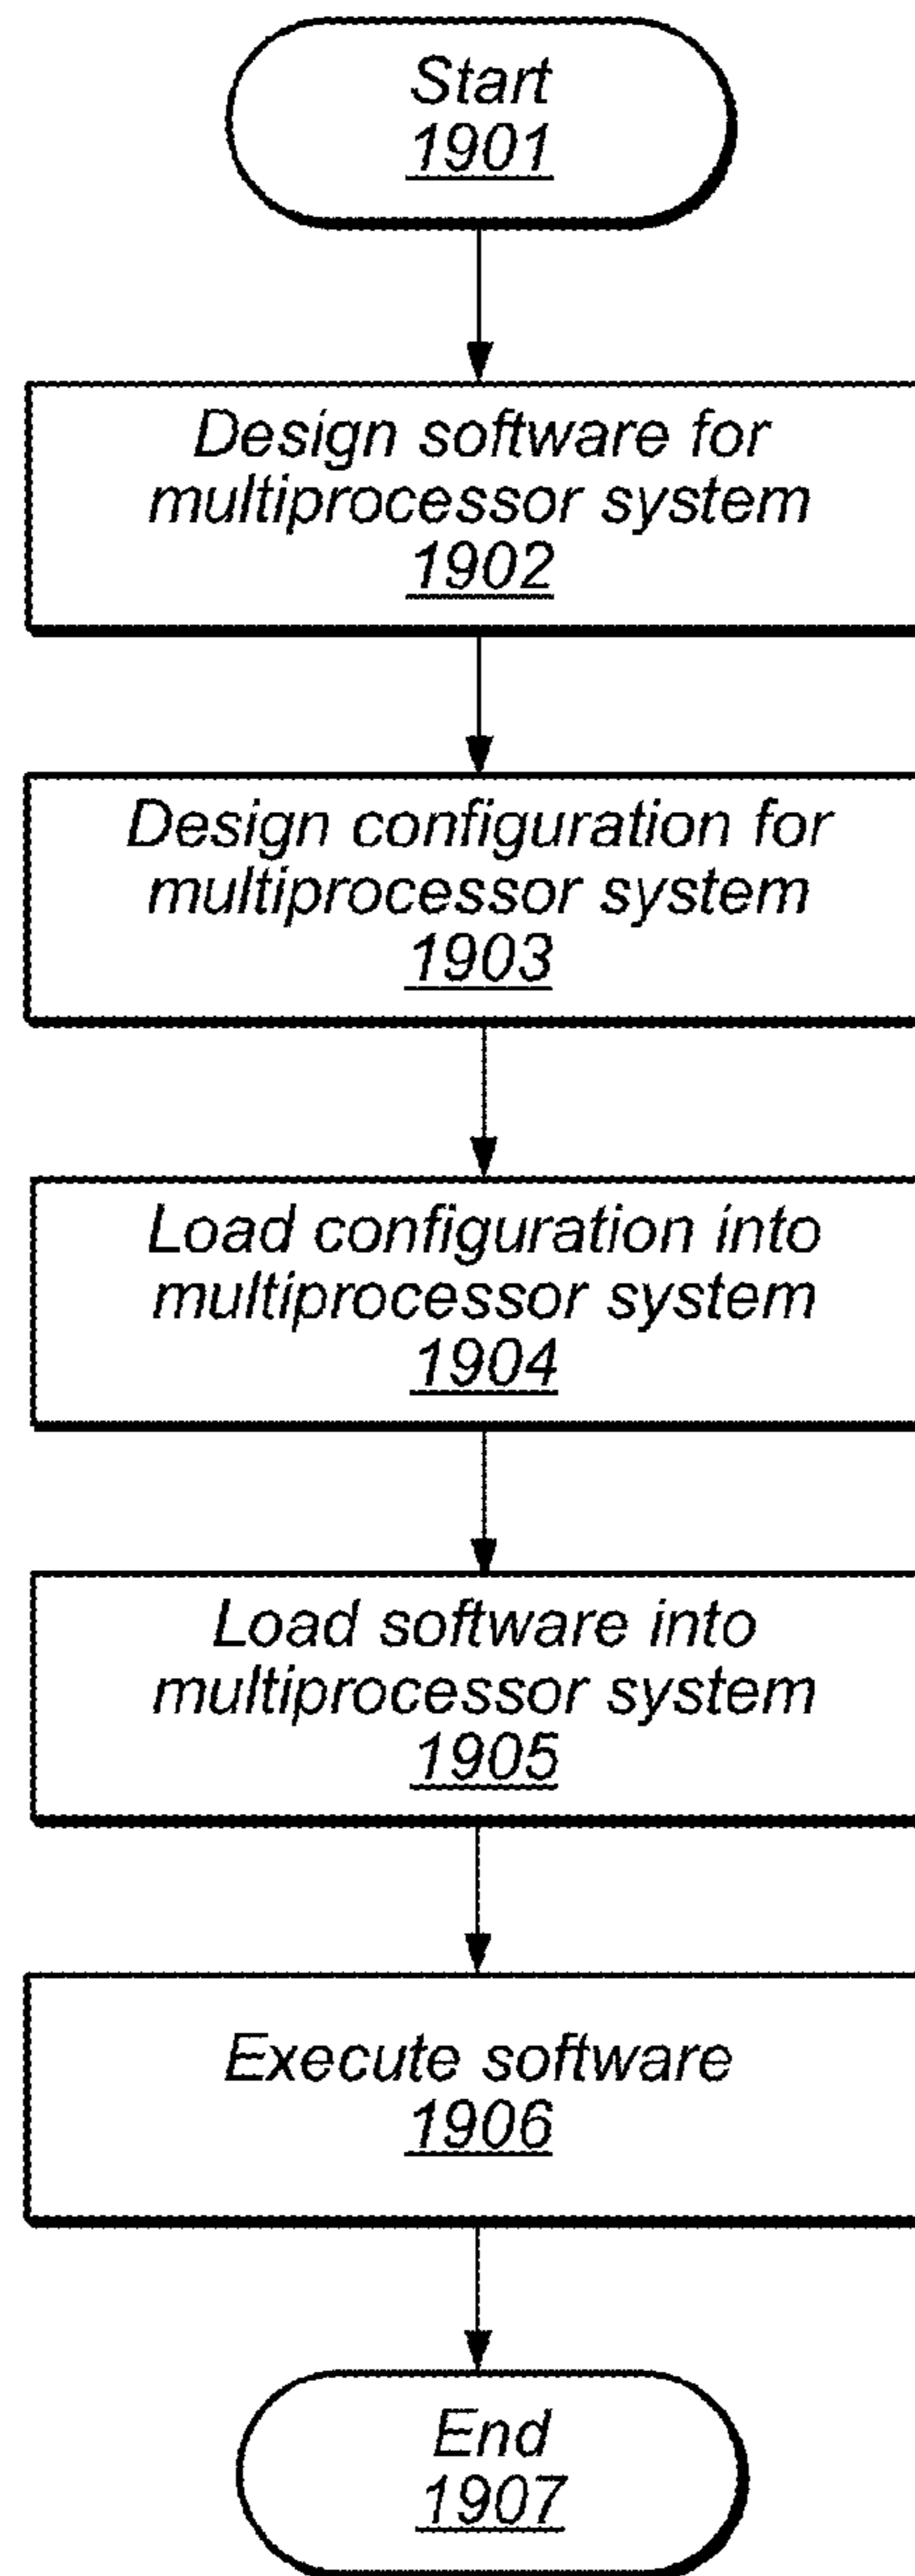 Start
1901
Design software for
multiprocessor system
1902
Design configuration for
multiprocessor system
1903
Load configuration into
multiprocessor system
1904
Load software into
multiprocessor system
1905
Execute software
1906
End
1907